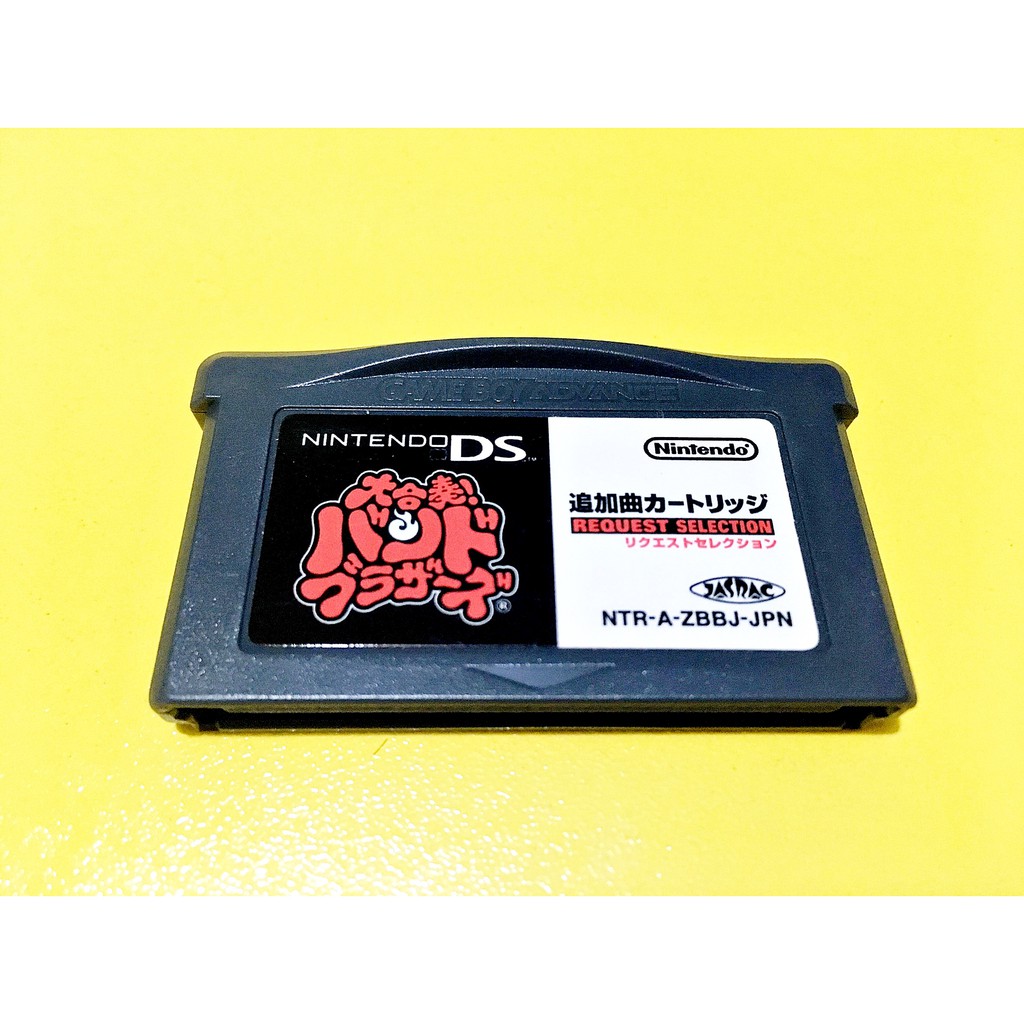 GAME BOY ADVANCE
NINTENDO DS™
大合奏!
バンド
ブラザーズ®
Nintendo®
追加曲カートリッジ
REQUEST SELECTION
リクエストセレクション
JASRAC
NTR-A-ZBBJ-JPN